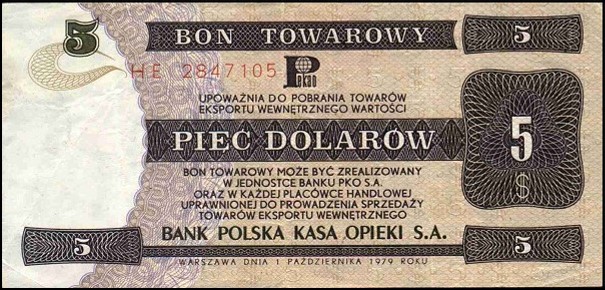 5 BON TOWAROWY 5
HE 2847105 P PKO
UPOWAŻNIA DO POBRANIA TOWARÓW
EKSPORTU WEWNĘTRZNEGO WARTOŚCI
PIĘĆ DOLARÓW
5
$
BON TOWAROWY MOŻE BYĆ ZREALIZOWANY
W JEDNOSTCE BANKU PKO S.A.
ORAZ W KAŻDEJ PLACÓWCE HANDLOWEJ
UPRAWNIONEJ DO PROWADZENIA SPRZEDAŻY
TOWARÓW EKSPORTU WEWNĘTRZNEGO
5 BANK POLSKA KASA OPIEKI S.A. 5
WARSZAWA DNIA 1 PAŹDZIERNIKA 1979 ROKU